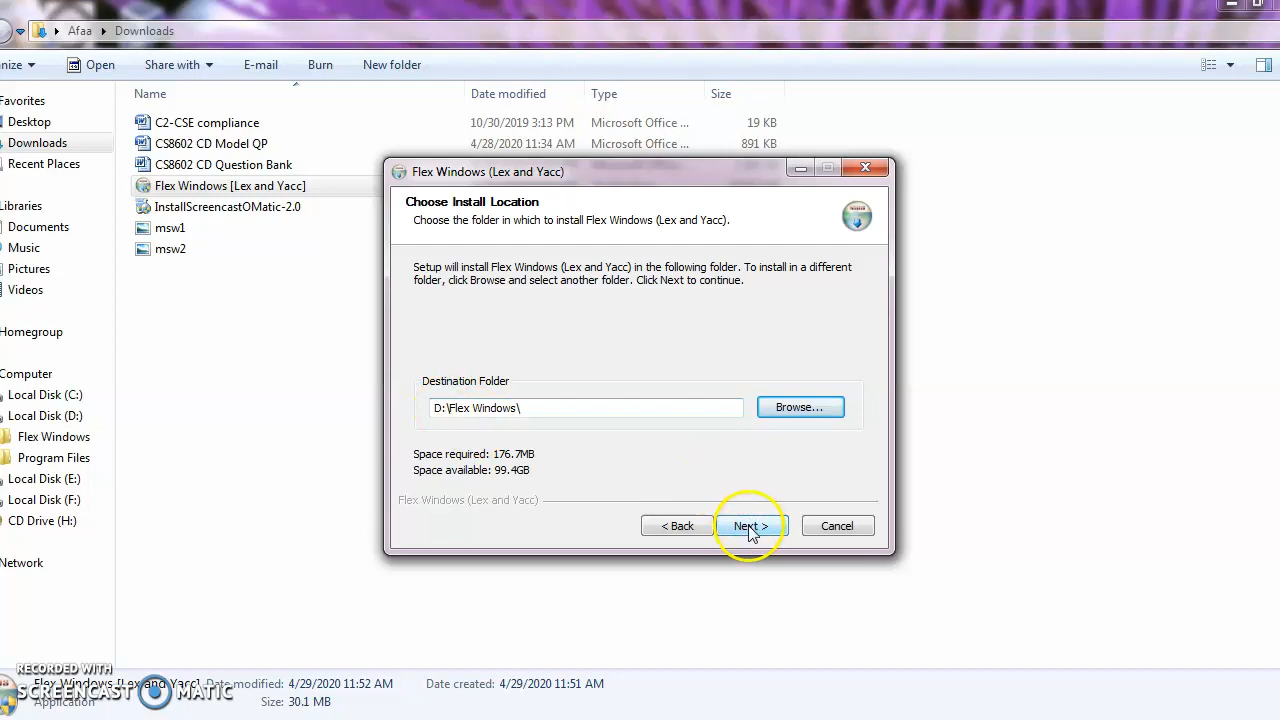 Afaa ▸ Downloads
nize
Open
Share with
E-mail
Burn
New folder
Name
Date modified
Type
Size
Favorites
Desktop
Downloads
Recent Places
Libraries
Documents
Music
Pictures
Videos
Homegroup
Computer
Local Disk (C:)
Local Disk (D:)
Flex Windows
Program Files
Local Disk (E:)
Local Disk (F:)
CD Drive (H:)
Network
C2-CSE compliance 10/30/2019 3:13 PM Microsoft Office ... 19 KB
CS8602 CD Model QP 4/28/2020 11:34 AM Microsoft Office ... 891 KB
CS8602 CD Question Bank
Flex Windows [Lex and Yacc]
InstallScreencastOMatic-2.0
msw1
msw2
Flex Windows (Lex and Yacc)
Choose Install Location
Choose the folder in which to install Flex Windows (Lex and Yacc).
Setup will install Flex Windows (Lex and Yacc) in the following folder. To install in a different
folder, click Browse and select another folder. Click Next to continue.
Destination Folder
D:\Flex Windows\
Browse...
Space required: 176.7MB
Space available: 99.4GB
Flex Windows (Lex and Yacc)
< Back
Next >
Cancel
RECORDED WITH
SCREENCAST MATIC
Flex Windows [Lex and Yacc] Date modified: 4/29/2020 11:52 AM Date created: 4/29/2020 11:51 AM
Application Size: 30.1 MB